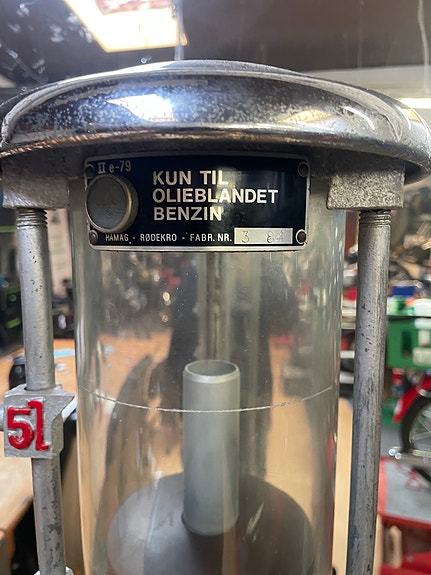 II e-79
KUN TIL
OLIEBLANDET
BENZIN
HAMAG - RØDEKRO - FABR. NR. 3 84
5l